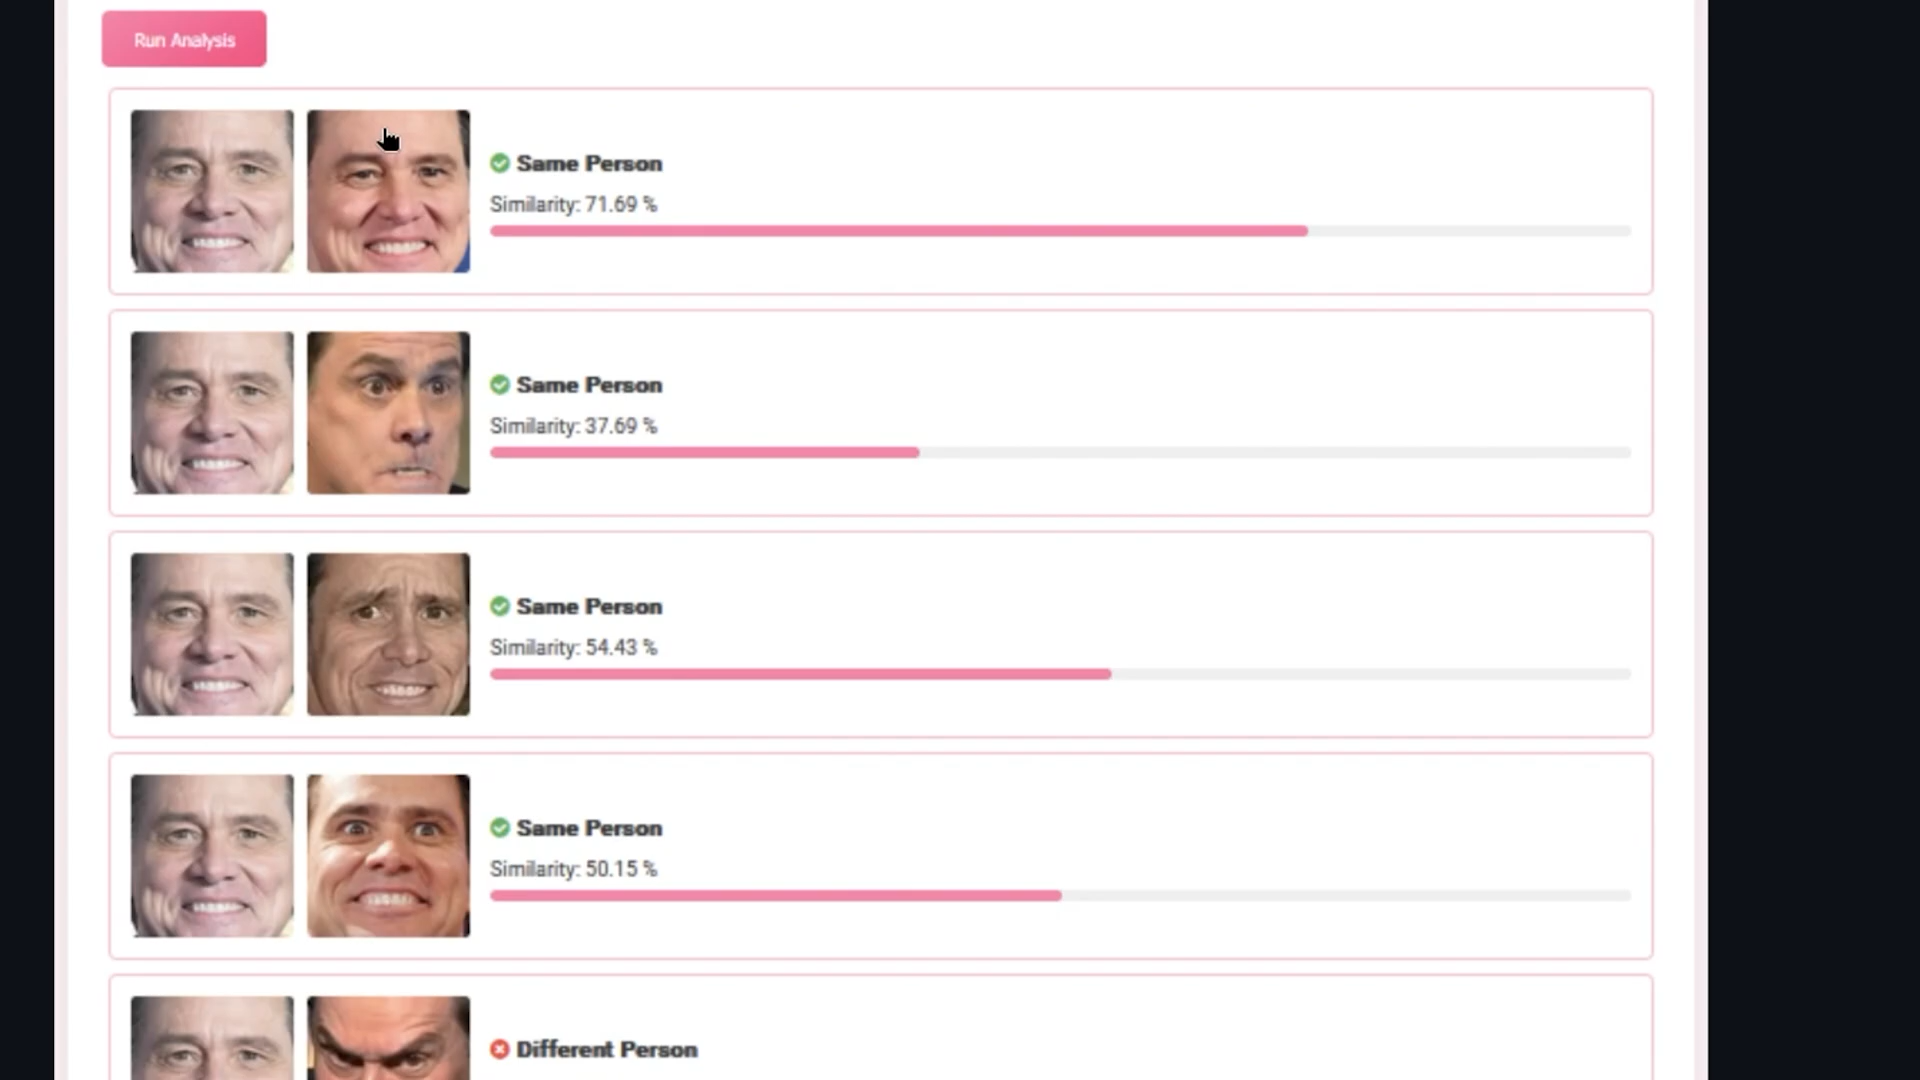 Run Analysis
Same Person
Similarity: 71.69 %
Same Person
Similarity: 37.69 %
Same Person
Similarity: 54.43 %
Same Person
Similarity: 50.15 %
Different Person